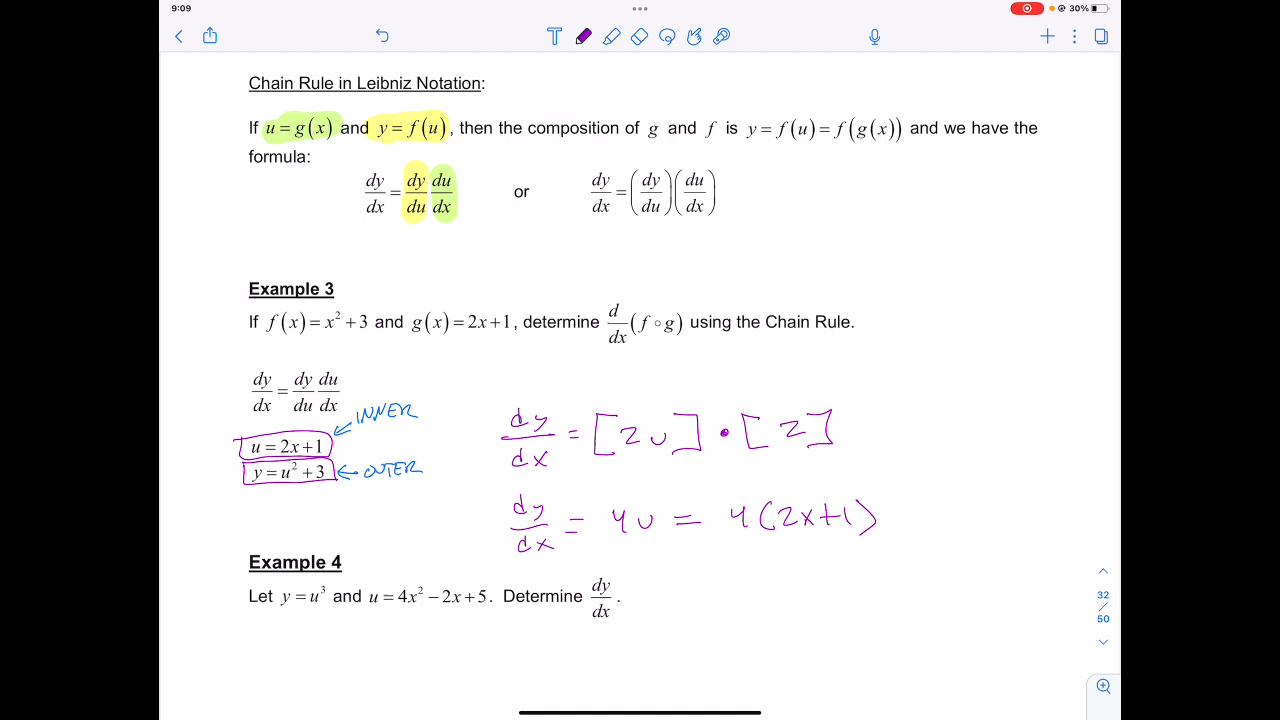 9:09
30%
Chain Rule in Leibniz Notation:
If u = g(x) and y = f(u), then the composition of g and f is y = f(u) = f(g(x)) and we have the
formula:
dy/dx = dy/du du/dx or dy/dx = (dy/du)(du/dx)
Example 3
If f(x) = x² + 3 and g(x) = 2x + 1, determine d/dx (f ∘ g) using the Chain Rule.
dy/dx = dy/du du/dx
INNER
u = 2x + 1
y = u² + 3
OUTER
dy/dx = [2u] • [2]
dy/dx = 4u = 4(2x+1)
Example 4
Let y = u³ and u = 4x² − 2x + 5. Determine dy/dx.
32
/
50